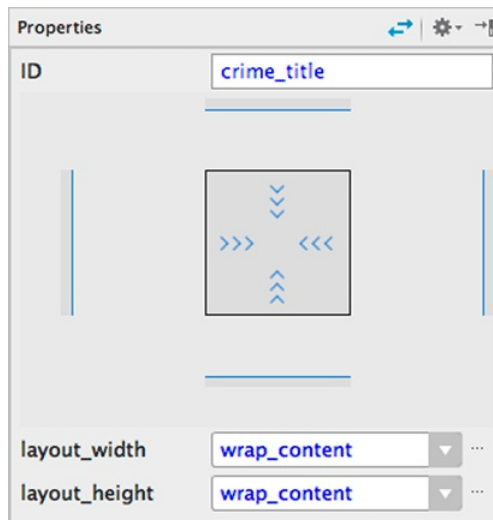 Properties
ID crime_title
layout_width wrap_content
layout_height wrap_content